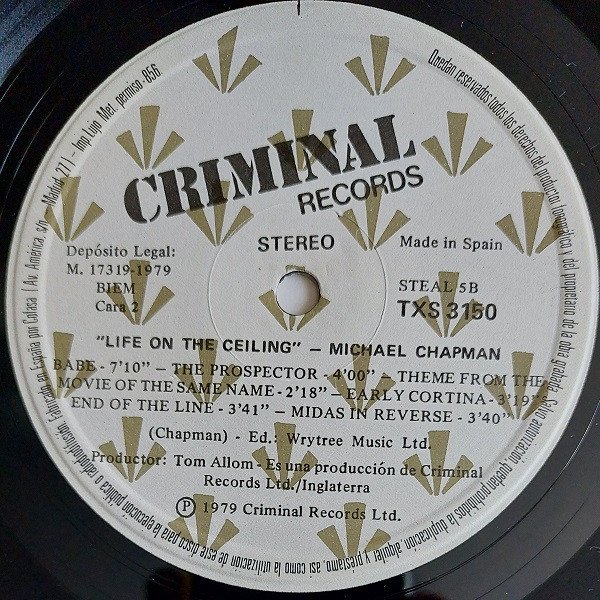 CRIMINAL
RECORDS
STEREO
Depósito Legal:
M. 17319-1979
BIEM
Cara 2
Made in Spain
STEAL 5B
TXS 3150
"LIFE ON THE CEILING" – MICHAEL CHAPMAN
BABE - 7'10" — THE PROSPECTOR - 4'00" — THEME FROM THE
MOVIE OF THE SAME NAME - 2'18" — EARLY CORTINA - 3'19"
END OF THE LINE - 3'41" — MIDAS IN REVERSE - 3'40"
(Chapman) - Ed.: Wrytree Music Ltd.
Productor: Tom Allom - Es una producción de Criminal
Records Ltd./Inglaterra
Ⓟ 1979 Criminal Records Ltd.
Quedan reservados todos los derechos del productor fonográfico y del propietario de la obra grabada. Salvo autorización, quedan prohibidos la duplicación, alquiler y préstamo, así como la utilización de este disco para la ejecución pública o radiodifusión. Fabricado en España por Cofasa / Av. América, s/n - Madrid, 27 / - Imp. Lujo Mel. permiso-856